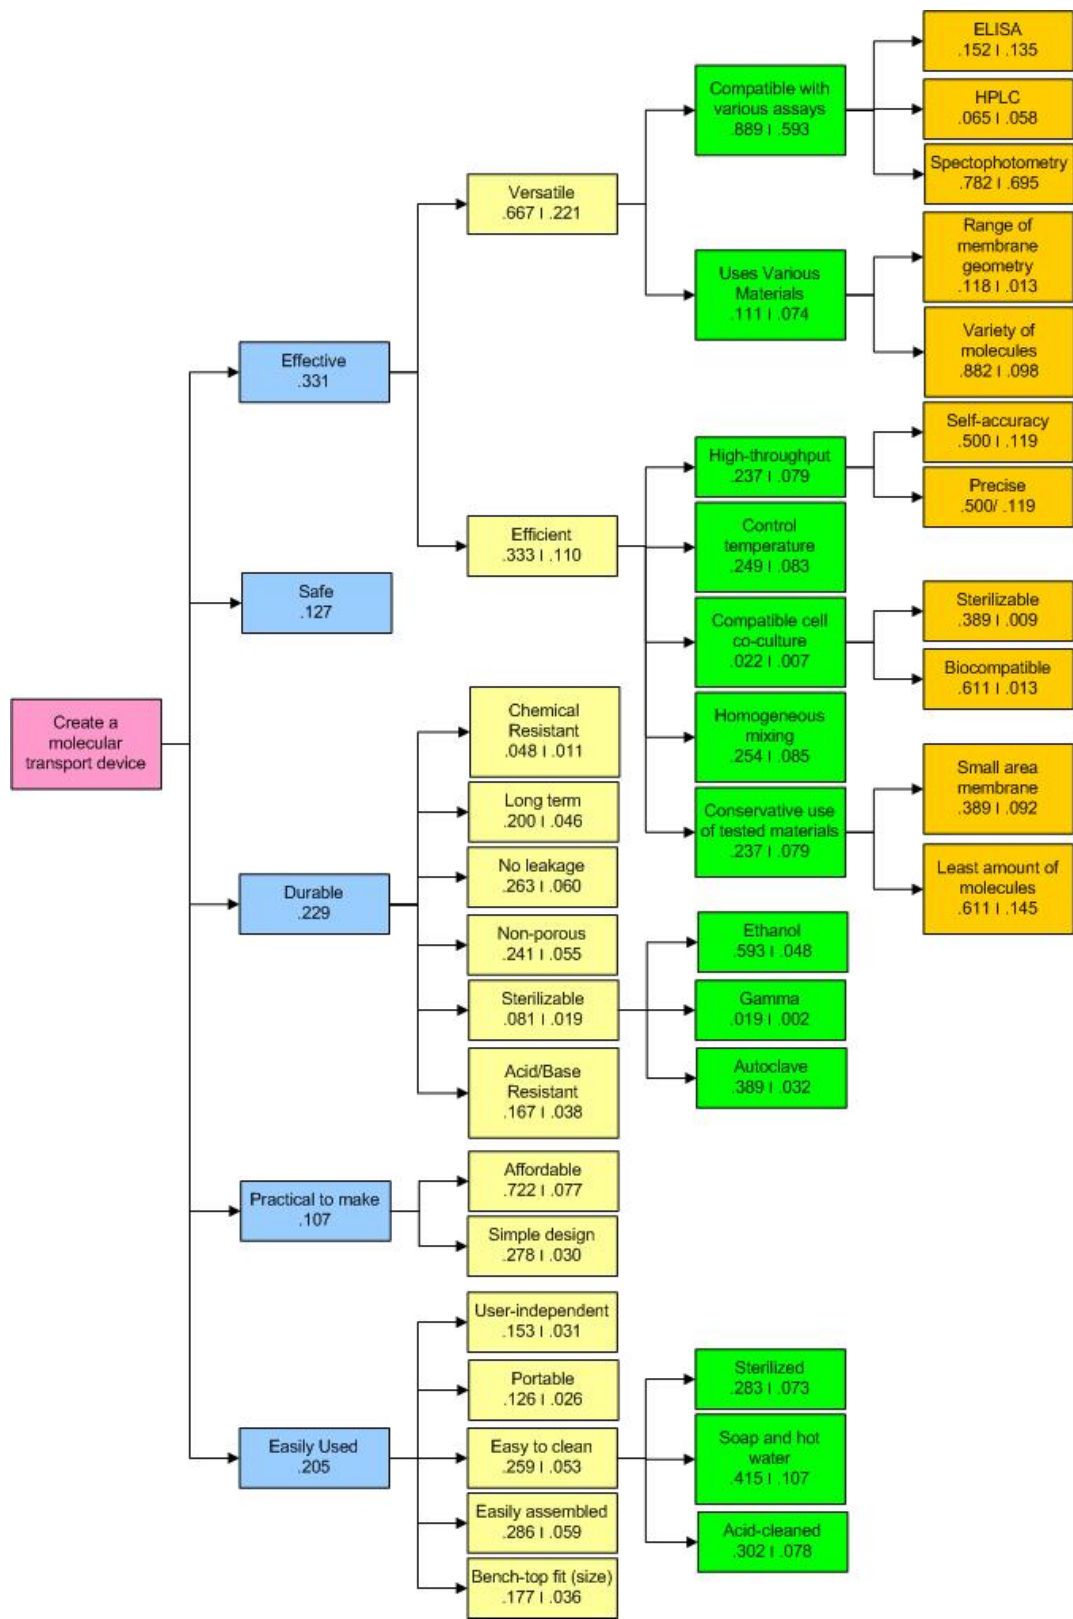 Create a
molecular
transport device
Effective
.331
Safe
.127
Durable
.229
Practical to make
.107
Easily Used
.205
Versatile
.667 I .221
Efficient
.333 I .110
Chemical
Resistant
.048 I .011
Long term
.200 I .046
No leakage
.263 I .060
Non-porous
.241 I .055
Sterilizable
.081 I .019
Acid/Base
Resistant
.167 I .038
Affordable
.722 I .077
Simple design
.278 I .030
User-independent
.153 I .031
Portable
.126 I .026
Easy to clean
.259 I .053
Easily assembled
.286 I .059
Bench-top fit (size)
.177 I .036
Compatible with
various assays
.889 I .593
Uses Various
Materials
.111 I .074
High-throughput
.237 I .079
Control
temperature
.249 I .083
Compatible cell
co-culture
.022 I .007
Homogeneous
mixing
.254 I .085
Conservative use
of tested materials
.237 I .079
Ethanol
.593 I .048
Gamma
.019 I .002
Autoclave
.389 I .032
Sterilized
.283 I .073
Soap and hot
water
.415 I .107
Acid-cleaned
.302 I .078
ELISA
.152 I .135
HPLC
.065 I .058
Spectophotometry
.782 I .695
Range of
membrane
geometry
.118 I .013
Variety of
molecules
.882 I .098
Self-accuracy
.500 I .119
Precise
.500/ .119
Sterilizable
.389 I .009
Biocompatible
.611 I .013
Small area
membrane
.389 I .092
Least amount of
molecules
.611 I .145